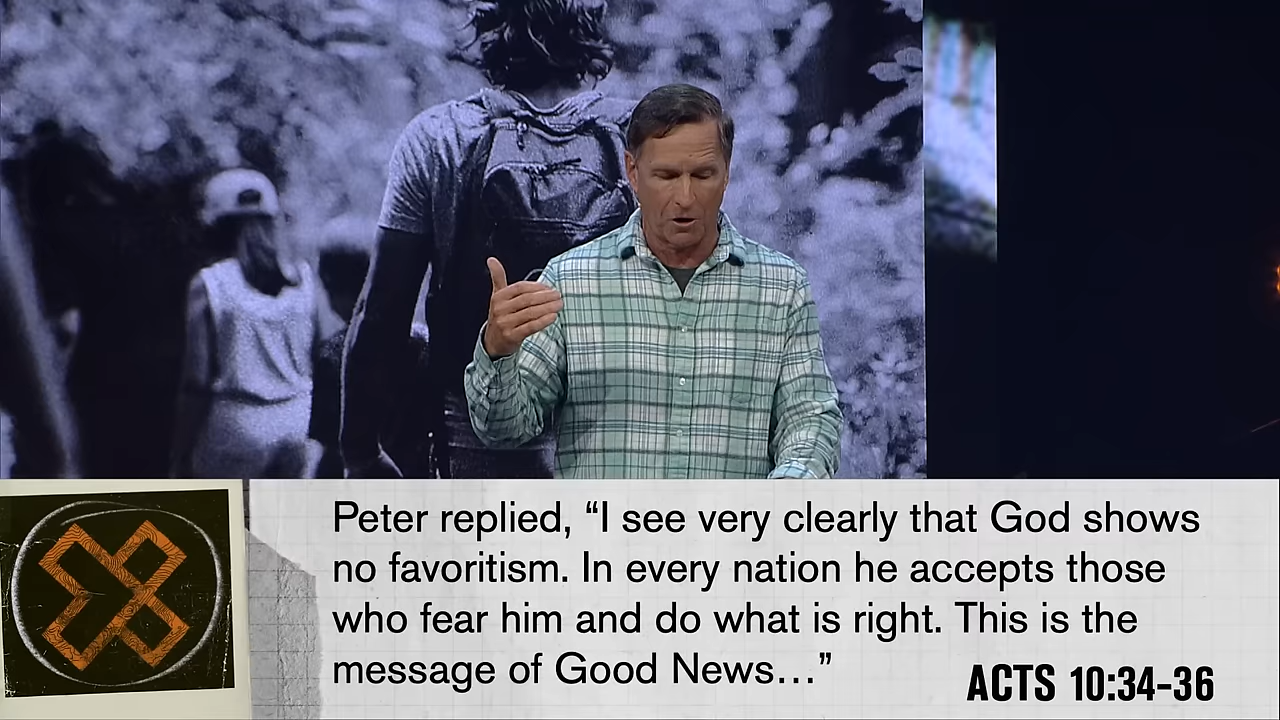 Peter replied, “I see very clearly that God shows
no favoritism. In every nation he accepts those
who fear him and do what is right. This is the
message of Good News…”
ACTS 10:34-36